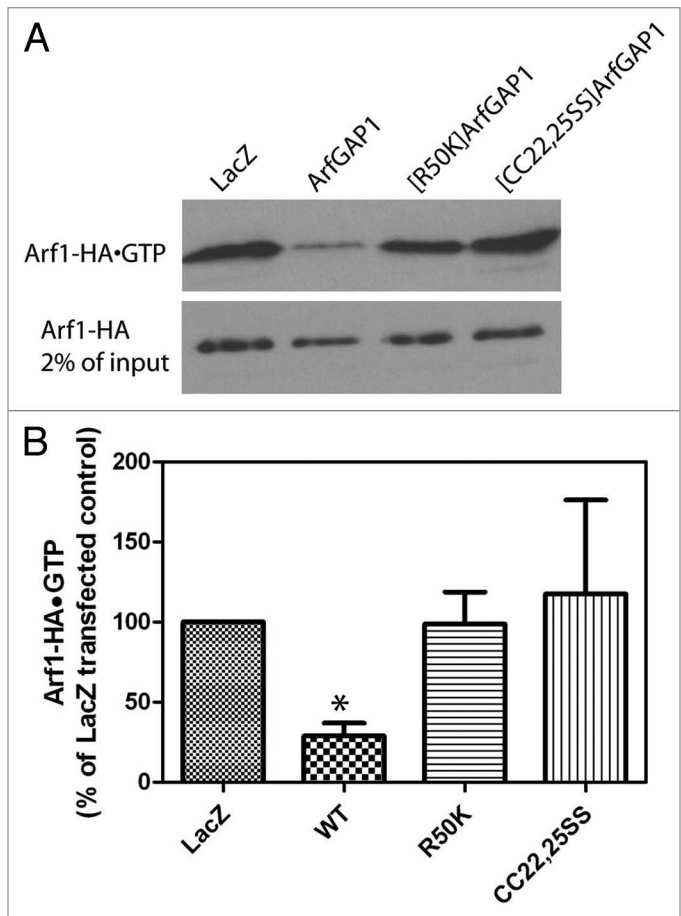 A
LacZ
ArfGAP1
[R50K]ArfGAP1
[CC22,25SS]ArfGAP1
Arf1-HA•GTP
Arf1-HA
2% of input
B
Arf1-HA•GTP
(% of LacZ transfected control)
200
150
100
50
0
*
LacZ
WT
R50K
CC22,25SS